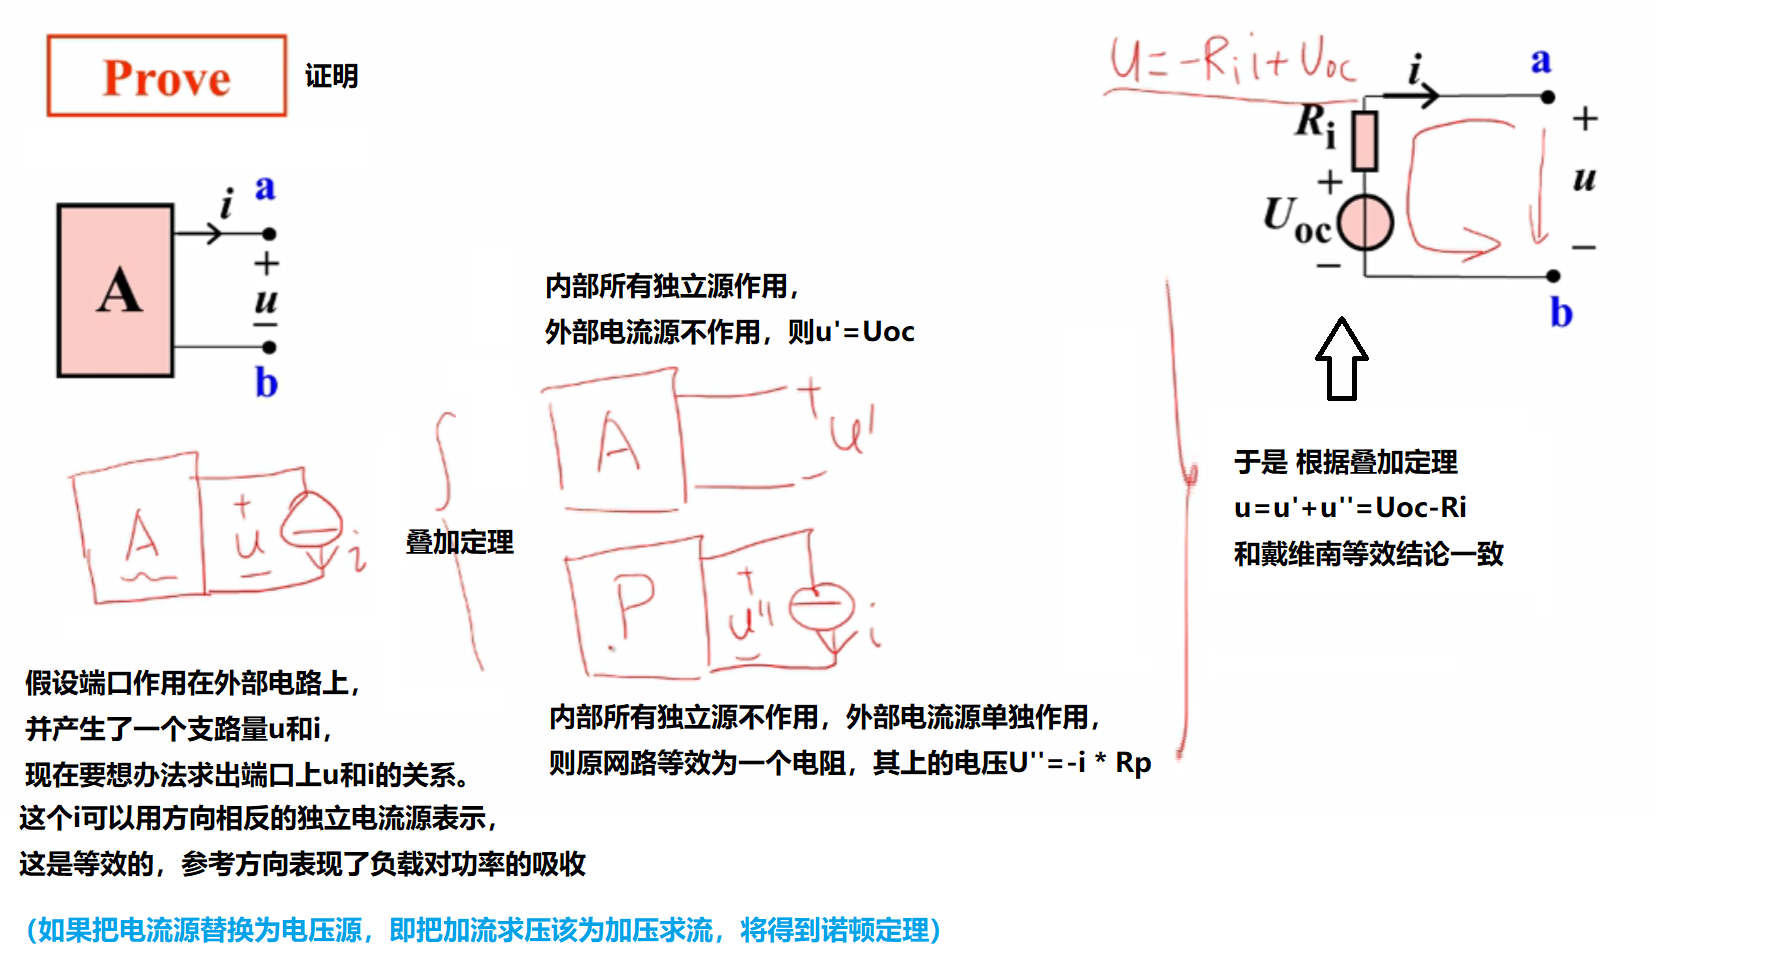 Prove
证明
i
a
A
+
u
−
b
A
+
u
−
i
假设端口作用在外部电路上，
并产生了一个支路量u和i，
现在要想办法求出端口上u和i的关系。
这个i可以用方向相反的独立电流源表示，
这是等效的，参考方向表现了负载对功率的吸收
（如果把电流源替换为电压源，即把加流求压该为加压求流，将得到诺顿定理）
叠加定理
内部所有独立源作用，
外部电流源不作用，则u'=Uoc
A
+
u'
−
P
+
u''
−
i
内部所有独立源不作用，外部电流源单独作用，
则原网路等效为一个电阻，其上的电压U''=-i * Rp
u=-Rii+Uoc
i
a
Ri
+
+
Uoc
u
−
−
b
于是 根据叠加定理
u=u'+u''=Uoc-Ri
和戴维南等效结论一致